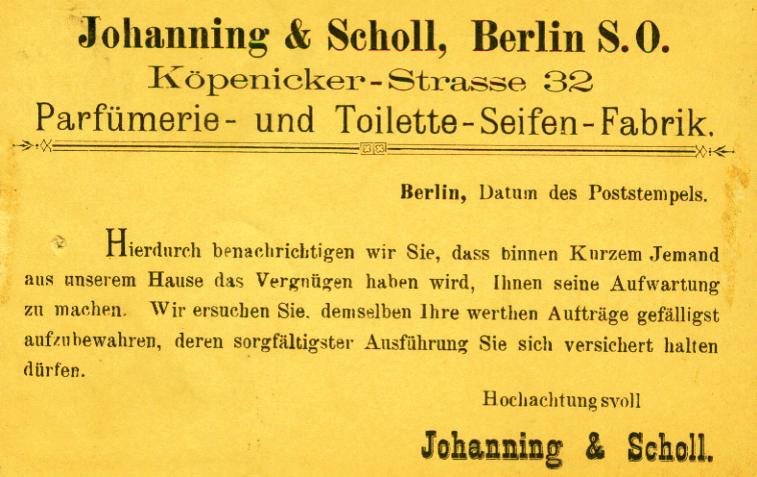 Johanning & Scholl, Berlin S.O.
Köpenicker-Strasse 32
Parfümerie- und Toilette-Seifen-Fabrik.
Berlin, Datum des Poststempels.
Hierdurch benachrichtigen wir Sie, dass binnen Kurzem Jemand
aus unserem Hause das Vergnügen haben wird, Ihnen seine Aufwartung
zu machen. Wir ersuchen Sie. demselben Ihre werthen Aufträge gefälligst
aufzubewahren, deren sorgfältigster Ausführung Sie sich versichert halten
dürfen.
Hochachtungsvoll
Johanning & Scholl.